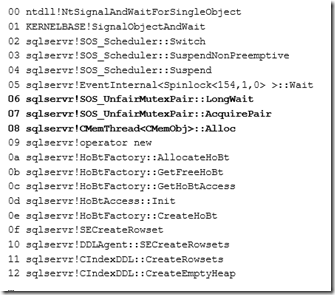 00 ntdll!NtSignalAndWaitForSingleObject
01 KERNELBASE!SignalObjectAndWait
02 sqlservr!SOS_Scheduler::Switch
03 sqlservr!SOS_Scheduler::SuspendNonPreemptive
04 sqlservr!SOS_Scheduler::Suspend
05 sqlservr!EventInternal<Spinlock<154,1,0> >::Wait
06 sqlservr!SOS_UnfairMutexPair::LongWait
07 sqlservr!SOS_UnfairMutexPair::AcquirePair
08 sqlservr!CMemThread<CMemObj>::Alloc
09 sqlservr!operator new
0a sqlservr!HoBtFactory::AllocateHoBt
0b sqlservr!HoBtFactory::GetFreeHoBt
0c sqlservr!HoBtFactory::GetHoBtAccess
0d sqlservr!HoBtAccess::Init
0e sqlservr!HoBtFactory::CreateHoBt
0f sqlservr!SECreateRowset
10 sqlservr!DDLAgent::SECreateRowsets
11 sqlservr!CIndexDDL::CreateRowsets
12 sqlservr!CIndexDDL::CreateEmptyHeap
…